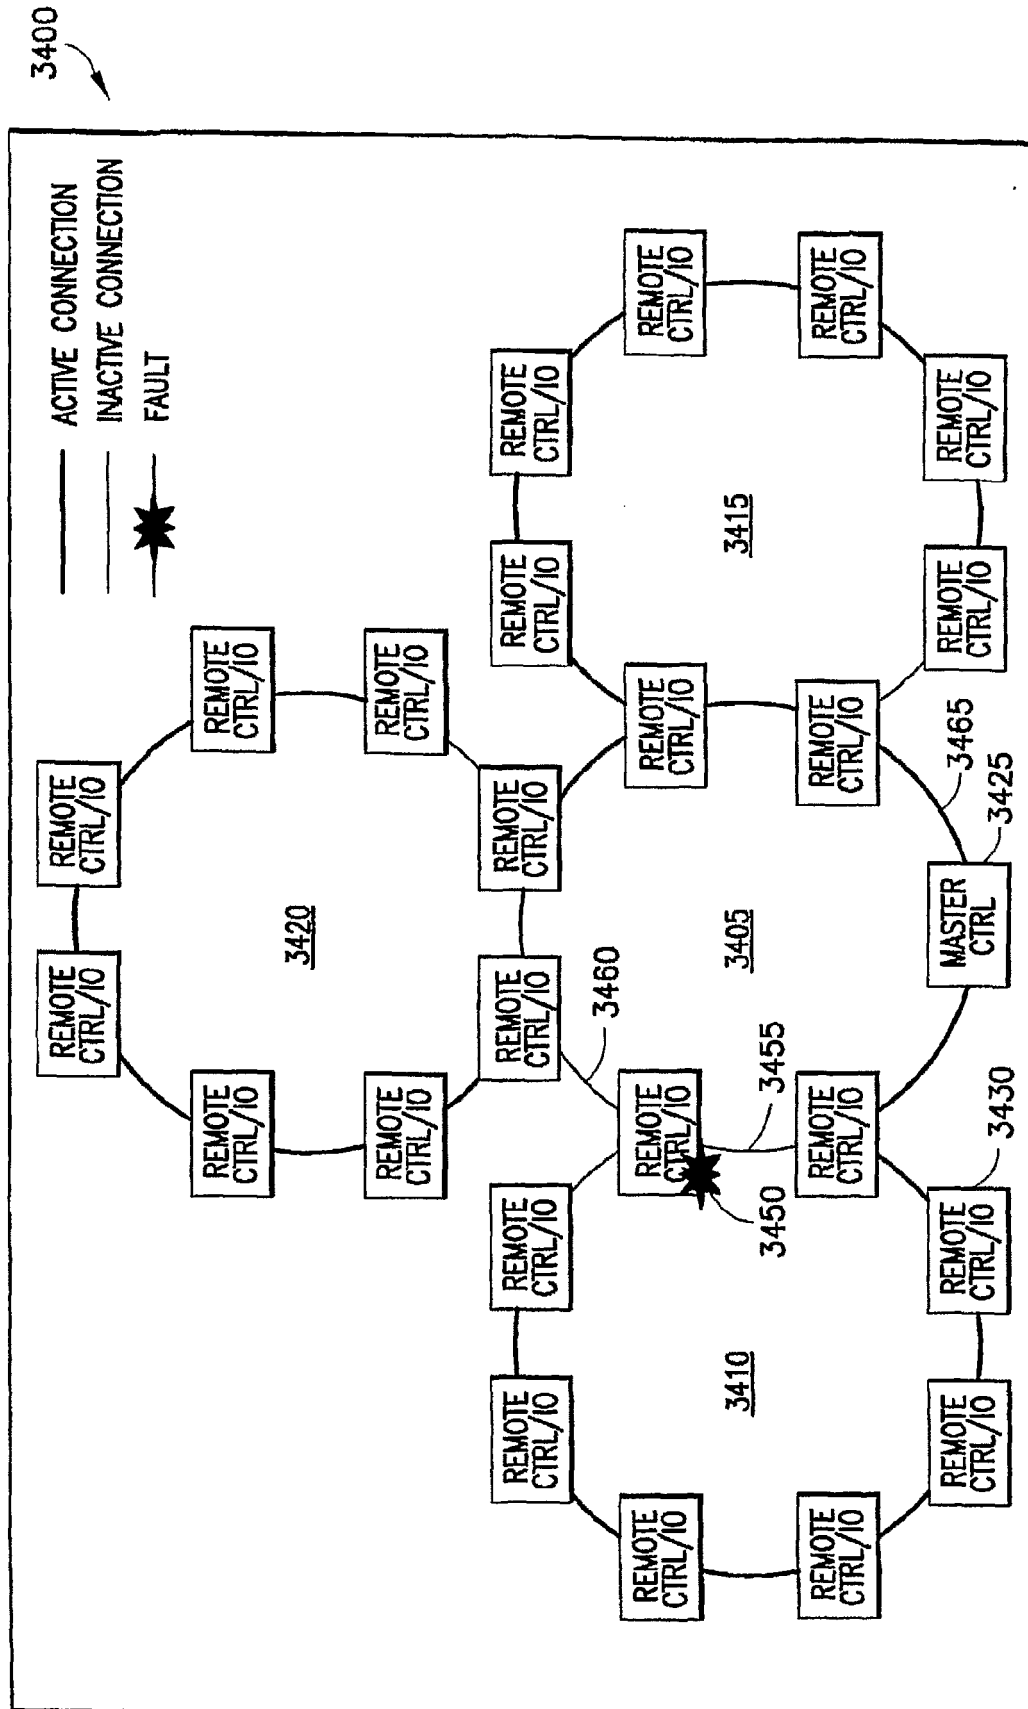 3400
ACTIVE CONNECTION
INACTIVE CONNECTION
FAULT
REMOTE
CTRL/IO
REMOTE
CTRL/IO
REMOTE
CTRL/IO
REMOTE
CTRL/IO
3420
REMOTE
CTRL/IO
REMOTE
CTRL/IO
REMOTE
CTRL/IO
REMOTE
CTRL/IO
REMOTE
CTRL/IO
REMOTE
CTRL/IO
REMOTE
CTRL/IO
REMOTE
CTRL/IO
3460
REMOTE
CTRL/IO
REMOTE
CTRL/IO
REMOTE
CTRL/IO
REMOTE
CTRL/IO
3410
3405
3415
3450
3455
REMOTE
CTRL/IO
REMOTE
CTRL/IO
REMOTE
CTRL/IO
REMOTE
CTRL/IO
REMOTE
CTRL/IO
REMOTE
CTRL/IO
MASTER
CTRL
3465
REMOTE
CTRL/IO
REMOTE
CTRL/IO
3430
3425